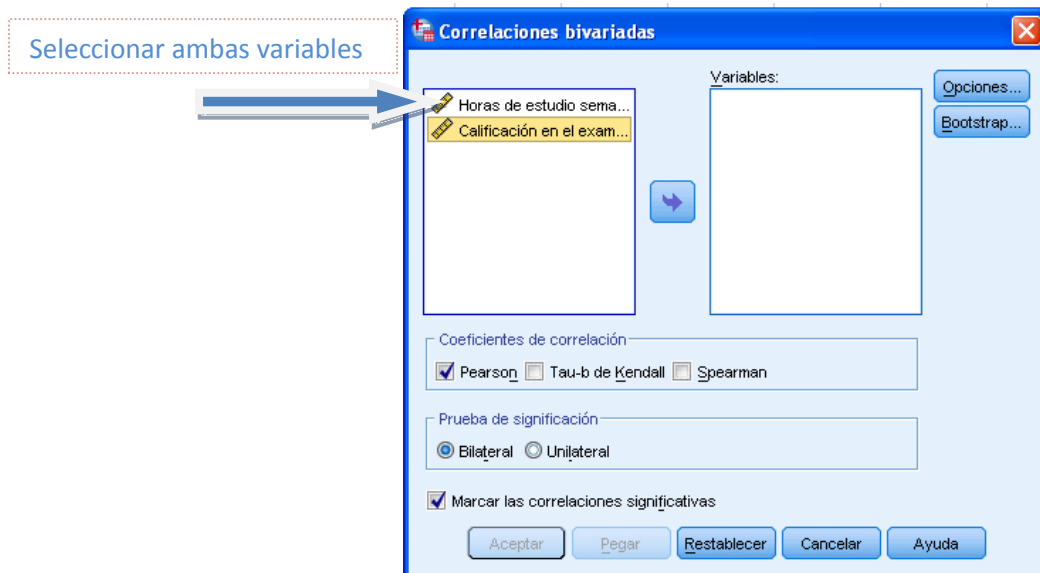 Seleccionar ambas variables
Correlaciones bivariadas
Variables:
Horas de estudio sema...
Calificación en el exam...
Opciones...
Bootstrap...
Coeficientes de correlación
Pearson Tau-b de Kendall Spearman
Prueba de significación
Bilateral Unilateral
Marcar las correlaciones significativas
Aceptar Pegar Restablecer Cancelar Ayuda